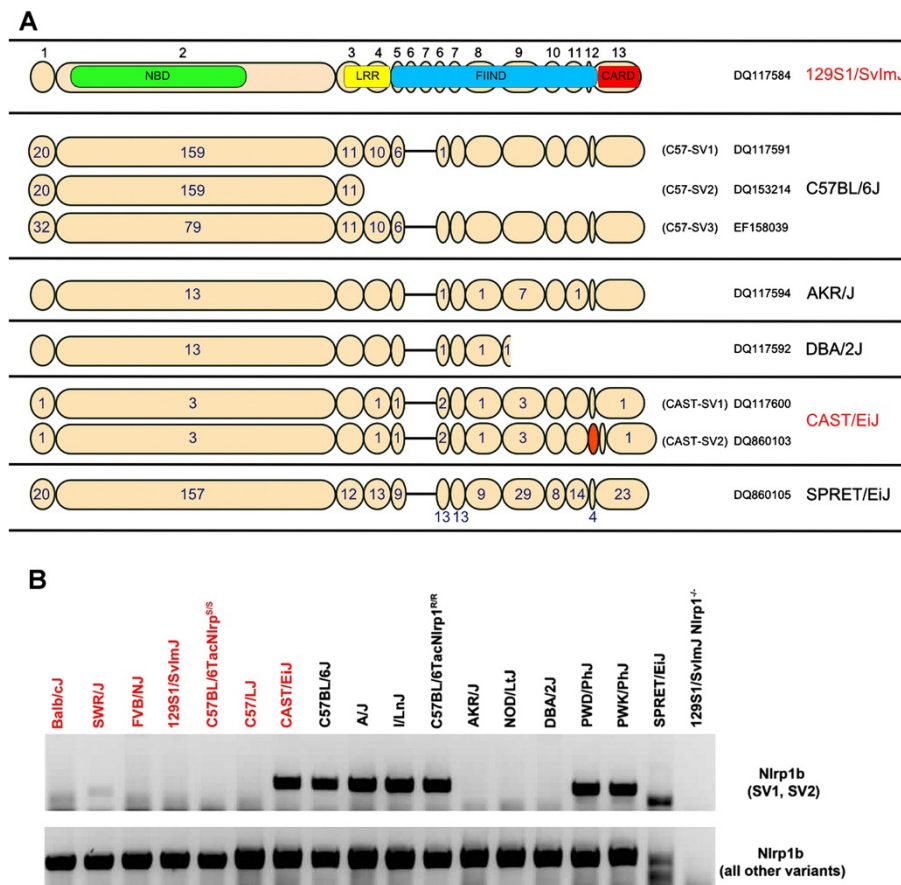 A
1 2 3 4 5 6 7 6 7 8 9 10 11 12 13
NBD LRR FIIND CARD DQ117584 129S1/SvImJ
20 159 11 10 6 1 (C57-SV1) DQ117591
20 159 11 (C57-SV2) DQ153214 C57BL/6J
32 79 11 10 6 (C57-SV3) EF158039
13 1 1 7 1 DQ117594 AKR/J
13 1 1 1 DQ117592 DBA/2J
1 3 1 1 2 1 3 1 (CAST-SV1) DQ117600
CAST/EiJ
1 3 1 1 2 1 3 1 (CAST-SV2) DQ860103
20 157 12 13 9 9 29 8 14 23 DQ860105 SPRET/EiJ
13 13 4
B
Balb/cJ
SWR/J
FVB/NJ
129S1/SvImJ
C57BL/6TacNlrpS/S
C57/LJ
CAST/EiJ
C57BL/6J
A/J
I/LnJ
C57BL/6TacNlrp1R/R
AKR/J
NOD/LtJ
DBA/2J
PWD/PhJ
PWK/PhJ
SPRET/EiJ
129S1/SvImJ Nlrp1-/-
Nlrp1b
(SV1, SV2)
Nlrp1b
(all other variants)